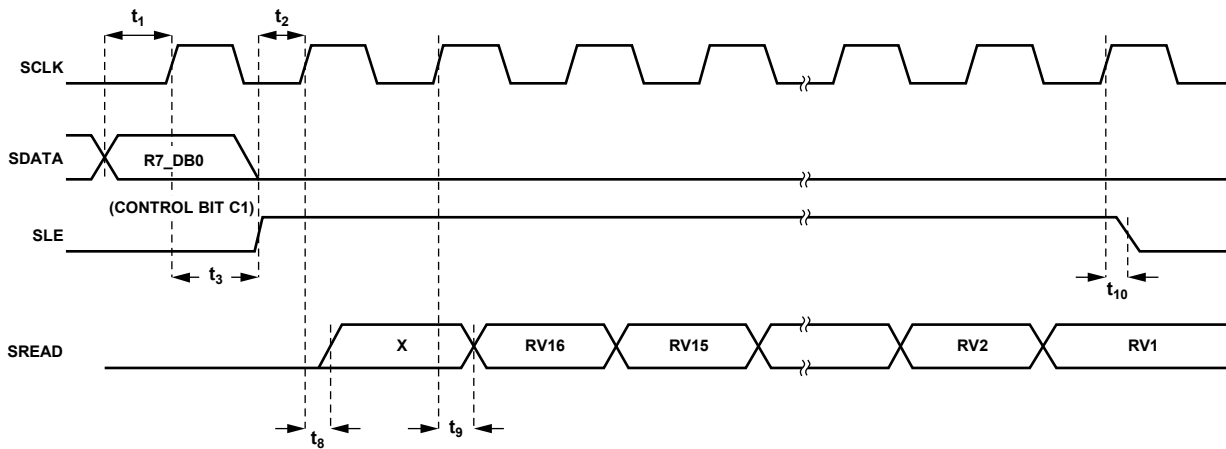 t1 t2
SCLK
SDATA R7_DB0
(CONTROL BIT C1)
SLE
t3 t10
SREAD X RV16 RV15 RV2 RV1
t8 t9